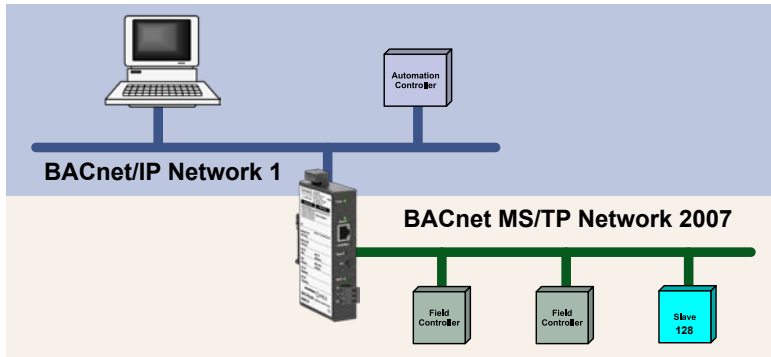 Automation
Controller
BACnet/IP Network 1
BACnet MS/TP Network 2007
Field
Controller
Field
Controller
Slave
128